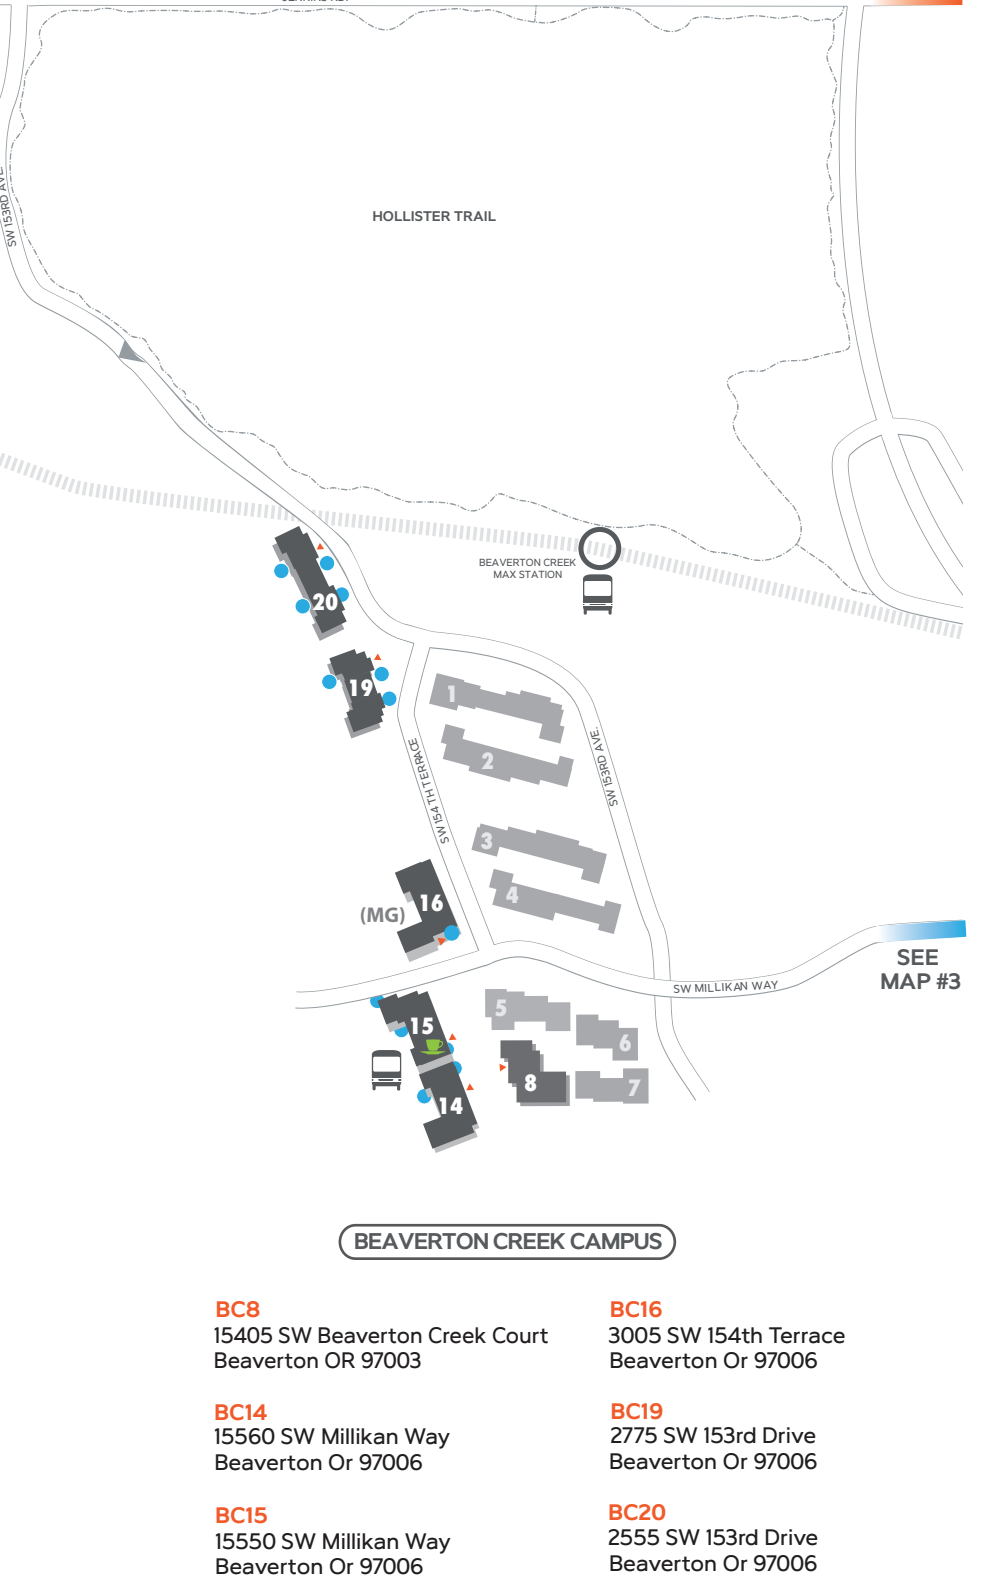 SW 153RD AVE
HOLLISTER TRAIL
BEAVERTON CREEK
MAX STATION
20
19
1
2
SW 154 TH TERRACE
SW 153RD AVE.
3
4
16
(MG)
SEE
MAP #3
SW MILLIKAN WAY
5
15
6
8
7
14
BEAVERTON CREEK CAMPUS
BC8
15405 SW Beaverton Creek Court
Beaverton OR 97003
BC14
15560 SW Millikan Way
Beaverton Or 97006
BC15
15550 SW Millikan Way
Beaverton Or 97006
BC16
3005 SW 154th Terrace
Beaverton Or 97006
BC19
2775 SW 153rd Drive
Beaverton Or 97006
BC20
2555 SW 153rd Drive
Beaverton Or 97006